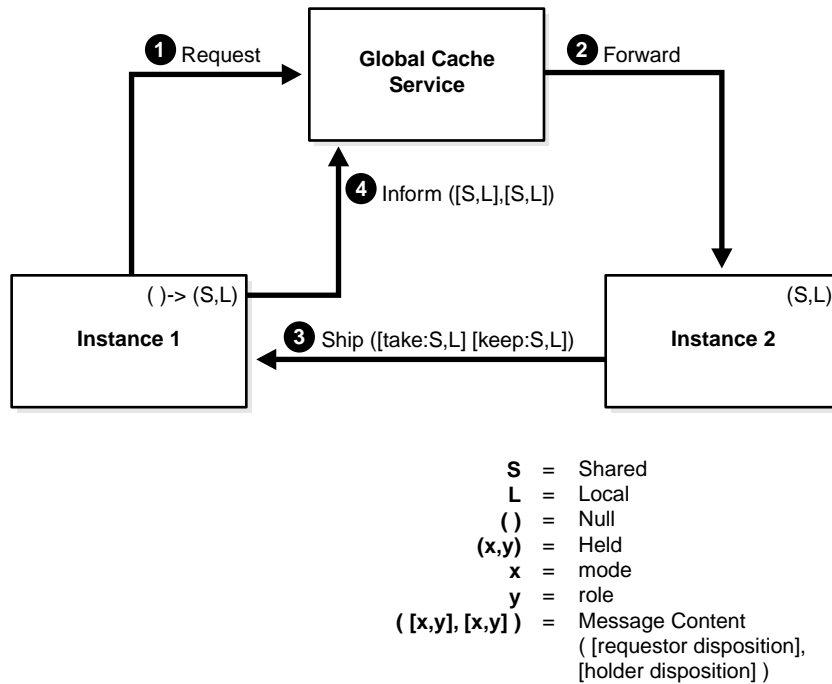 1 Request
Global Cache
Service
2 Forward
4 Inform ([S,L],[S,L])
( )-> (S,L)
Instance 1
3 Ship ([take:S,L] [keep:S,L])
(S,L)
Instance 2
S = Shared
L = Local
( ) = Null
(x,y) = Held
x = mode
y = role
( [x,y], [x,y] ) = Message Content
( [requestor disposition],
[holder disposition] )